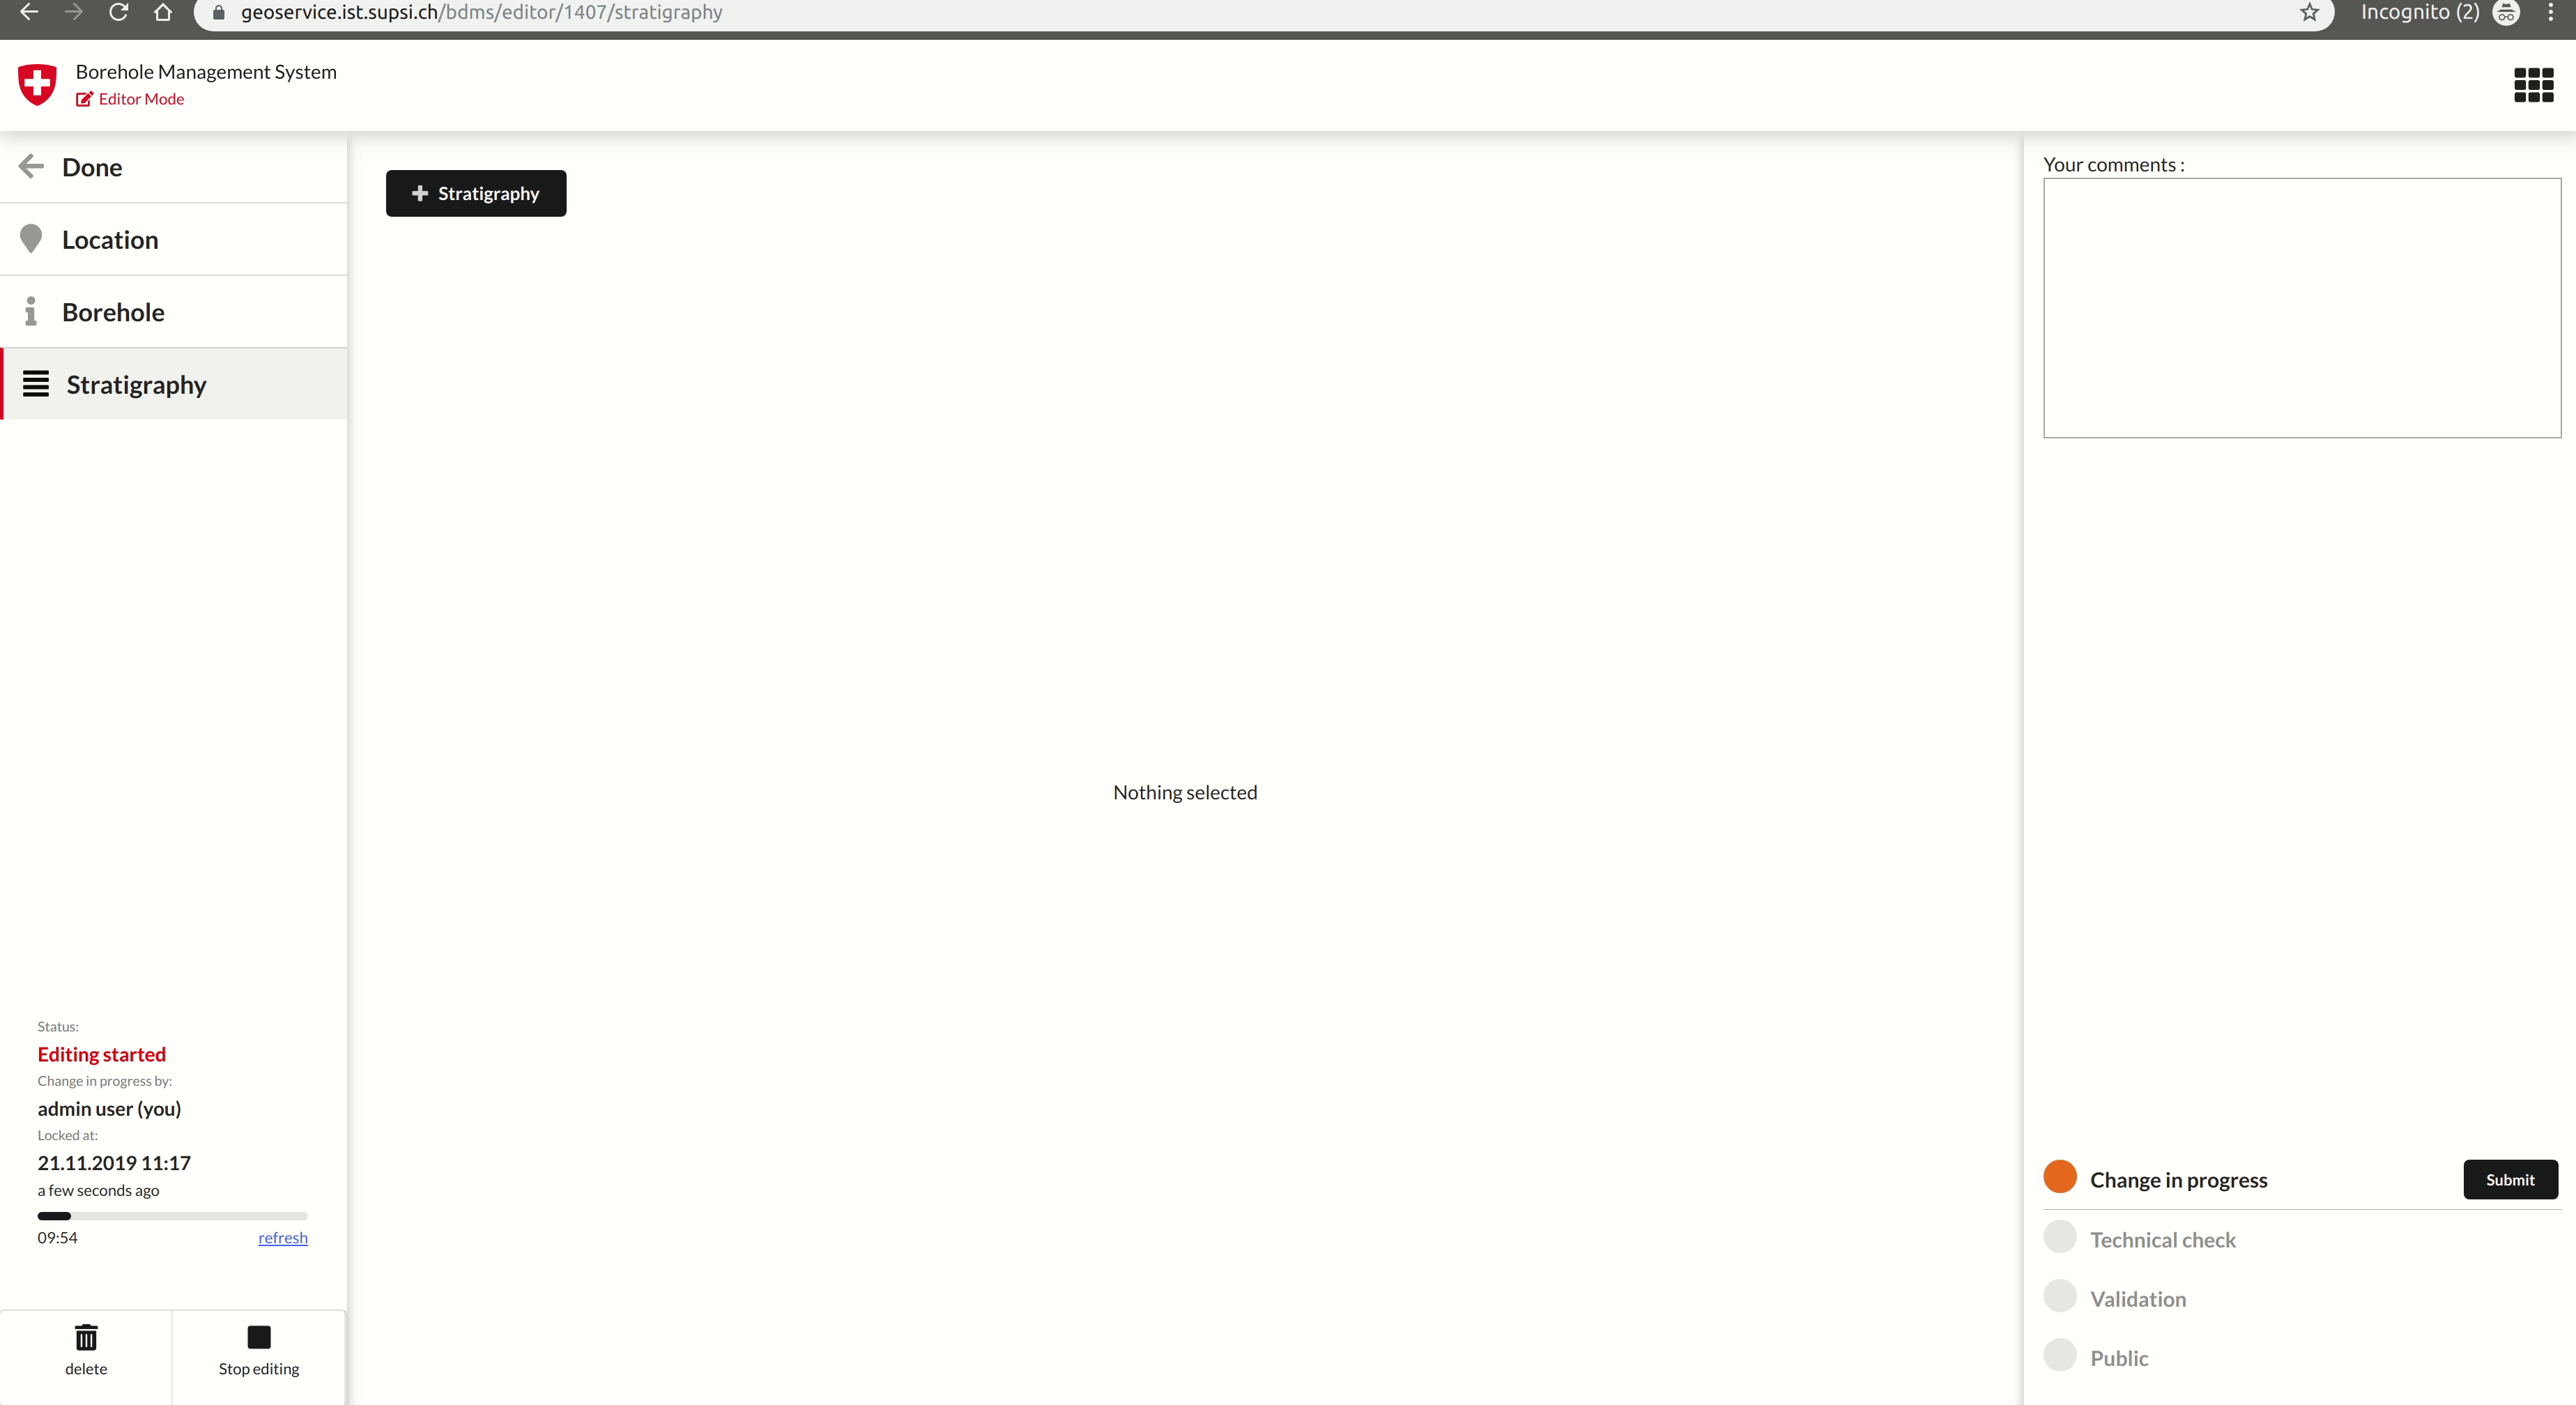 geoservice.ist.supsi.ch/bdms/editor/1407/stratigraphy
Incognito (2)
Borehole Management System
Editor Mode
Done
Location
Borehole
Stratigraphy
Status:
Editing started
Change in progress by:
admin user (you)
Locked at:
21.11.2019 11:17
a few seconds ago
09:54 refresh
delete
Stop editing
Stratigraphy
Nothing selected
Your comments :
Change in progress
Submit
Technical check
Validation
Public